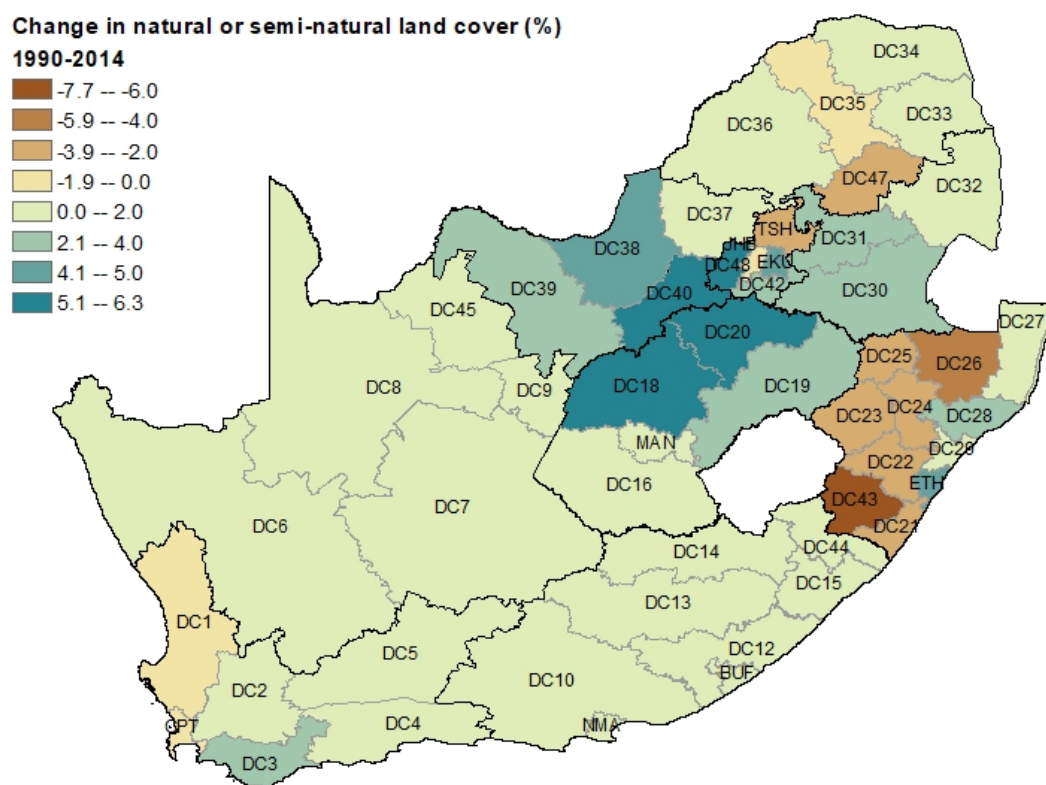 Change in natural or semi-natural land cover (%)
1990-2014
-7.7 -- -6.0
-5.9 -- -4.0
-3.9 -- -2.0
-1.9 -- 0.0
0.0 -- 2.0
2.1 -- 4.0
4.1 -- 5.0
5.1 -- 6.3
DC34
DC35
DC33
DC36
DC47
DC32
DC37
TSH
DC31
JHB
DC38
DC48
EKU
DC42
DC39
DC40
DC30
DC45
DC20
DC27
DC25
DC26
DC8
DC9
DC18
DC19
DC23
DC24
DC28
MAN
DC29
DC22
DC16
ETH
DC43
DC7
DC6
DC21
DC14
DC44
DC15
DC13
DC1
DC5
DC12
DC2
DC10
BUF
CPT
DC4
NMA
DC3